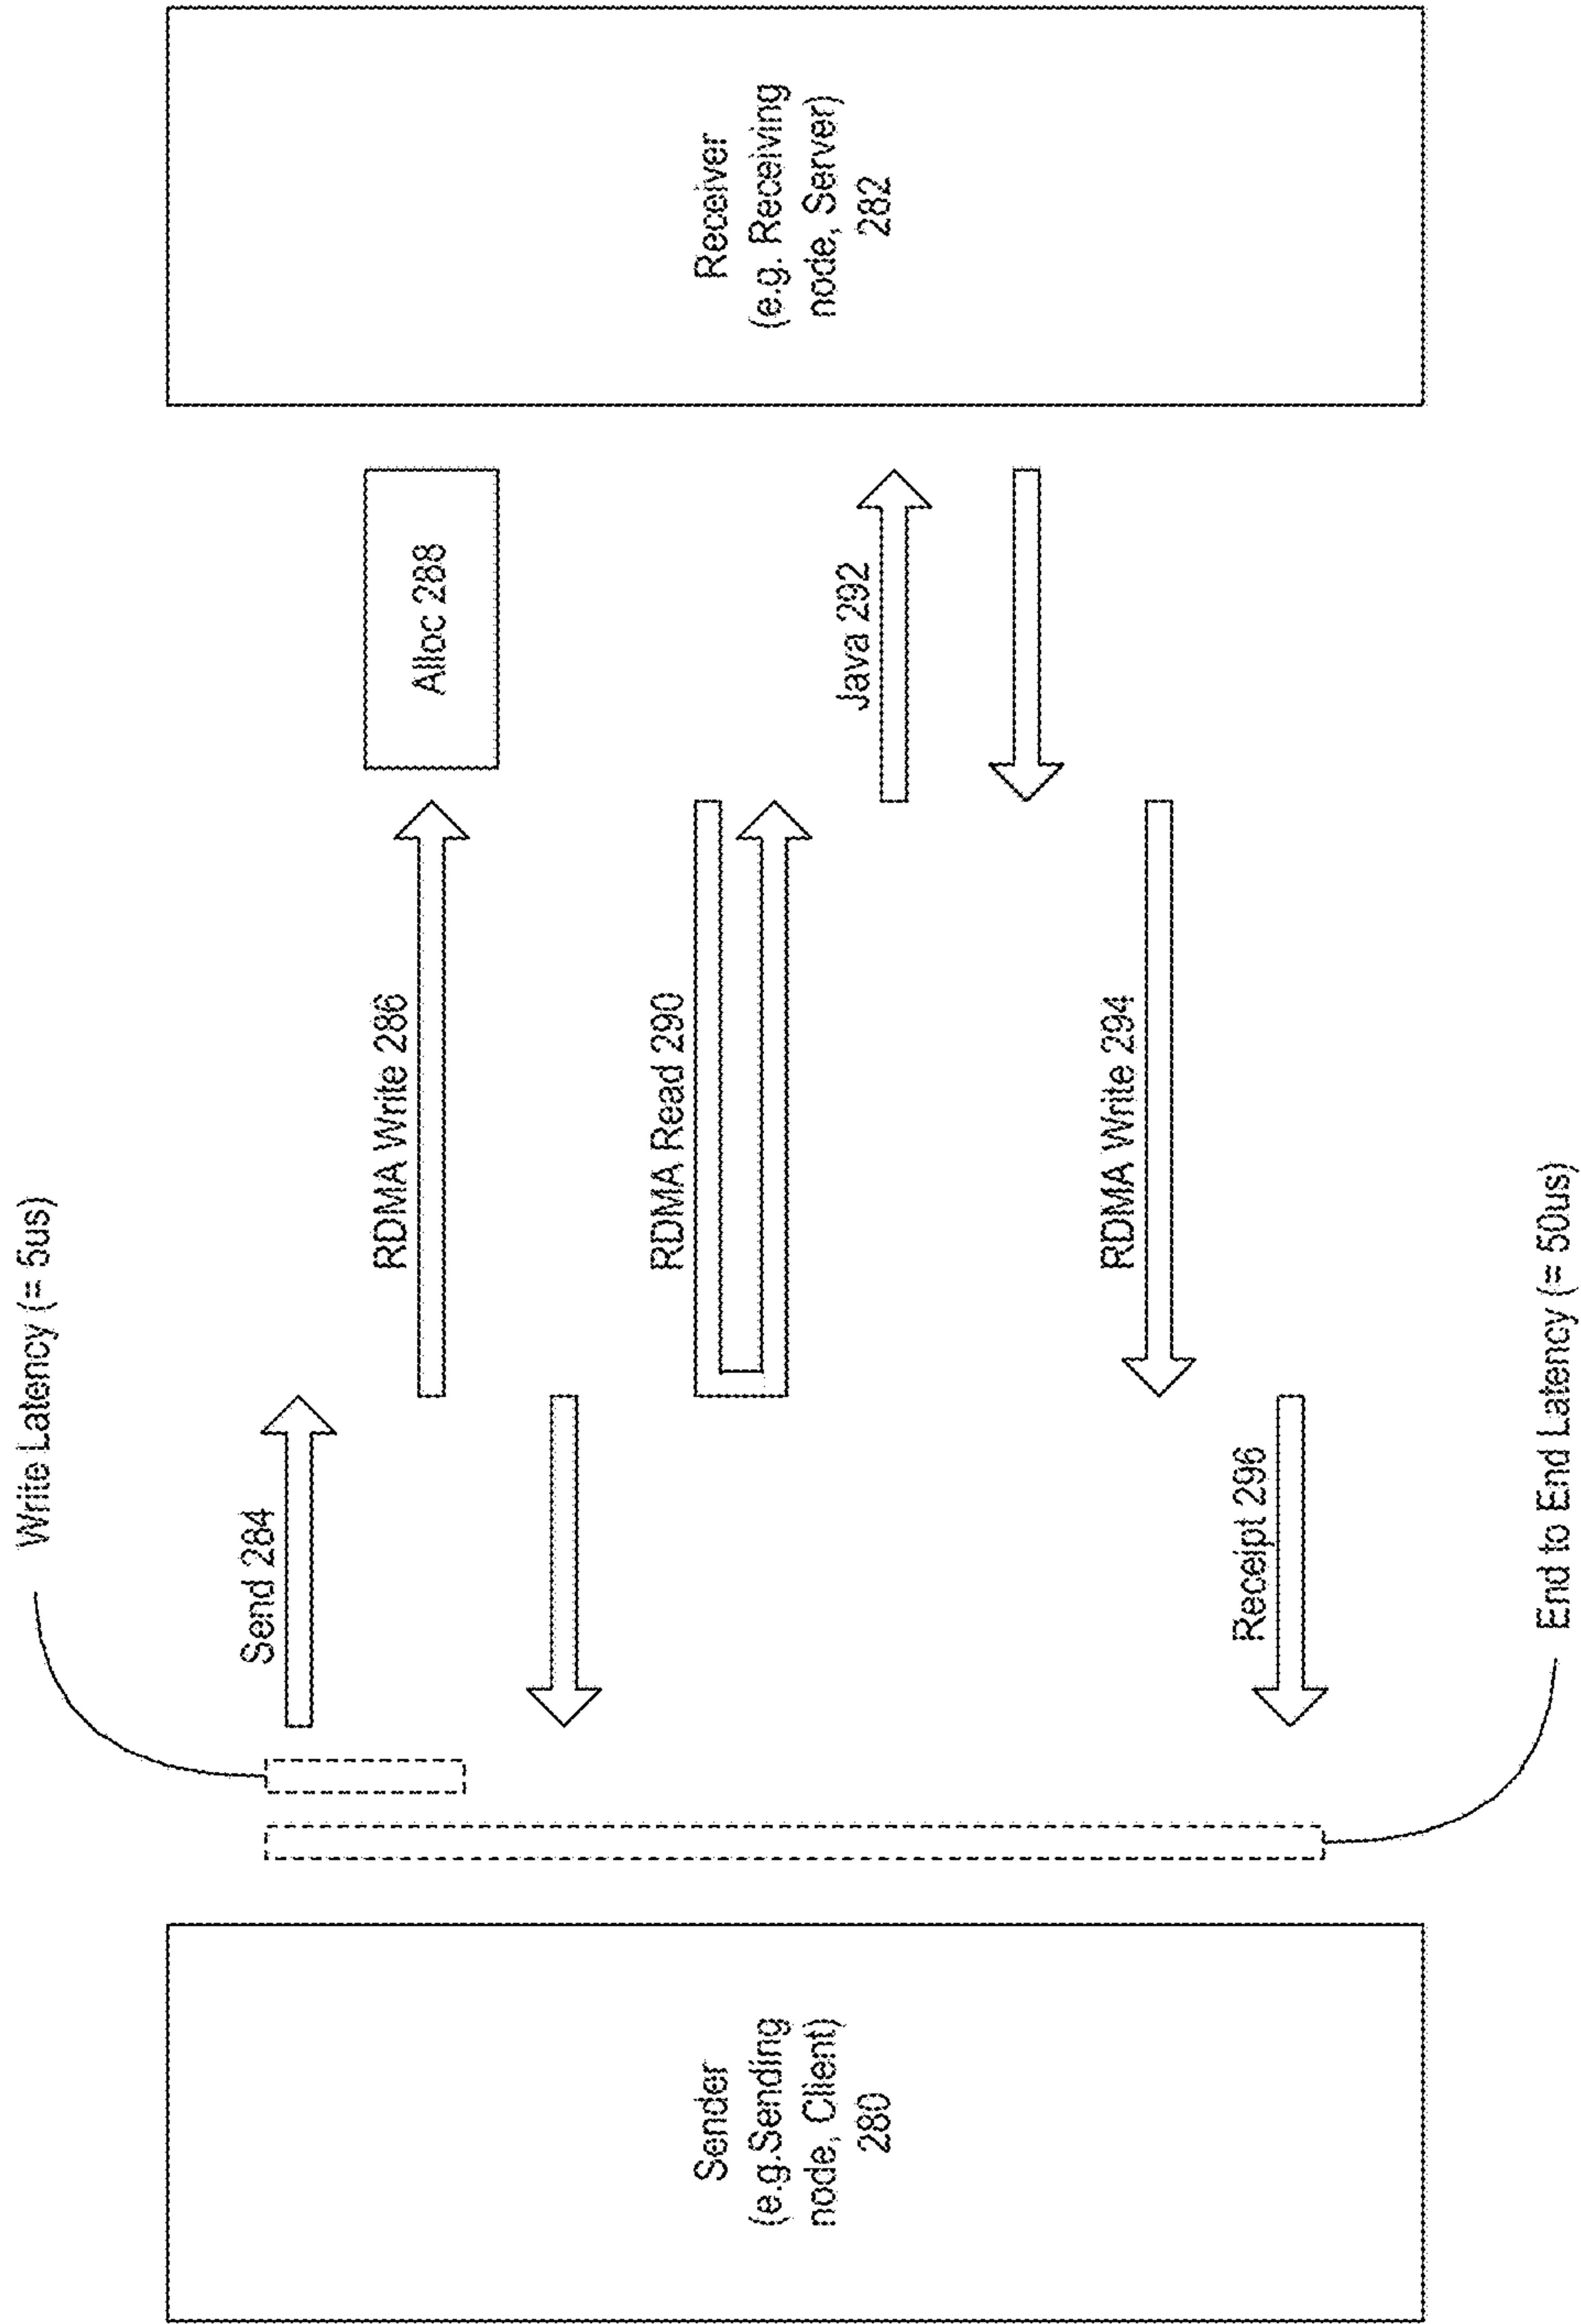 Write Latency (= 5us)
Send 284
RDMA Write 286
Alloc 288
Sender
(e.g.Sending
node, Client)
280
RDMA Read 290
Receiver
(e.g. Receiving
node, Server)
282
Java 292
RDMA Write 294
Receipt 296
End to End Latency (= 50us)